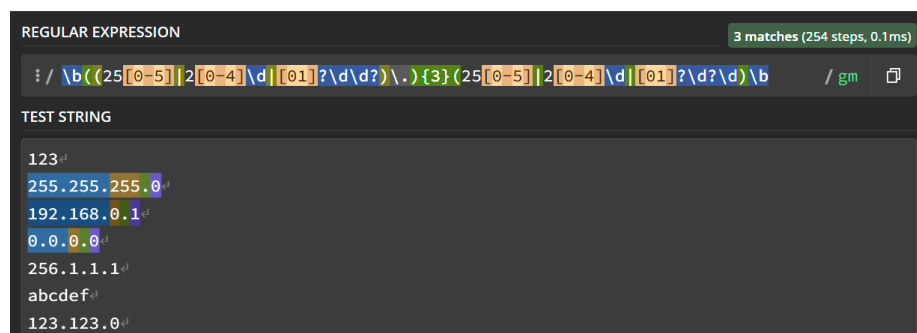 REGULAR EXPRESSION
3 matches (254 steps, 0.1ms)
/ \b((25[0-5]|2[0-4]\d|[01]?\d\d?)\.){3}(25[0-5]|2[0-4]\d|[01]?\d?\d)\b / gm
TEST STRING
123↵
255.255.255.0↵
192.168.0.1↵
0.0.0.0↵
256.1.1.1↵
abcdef↵
123.123.0↵